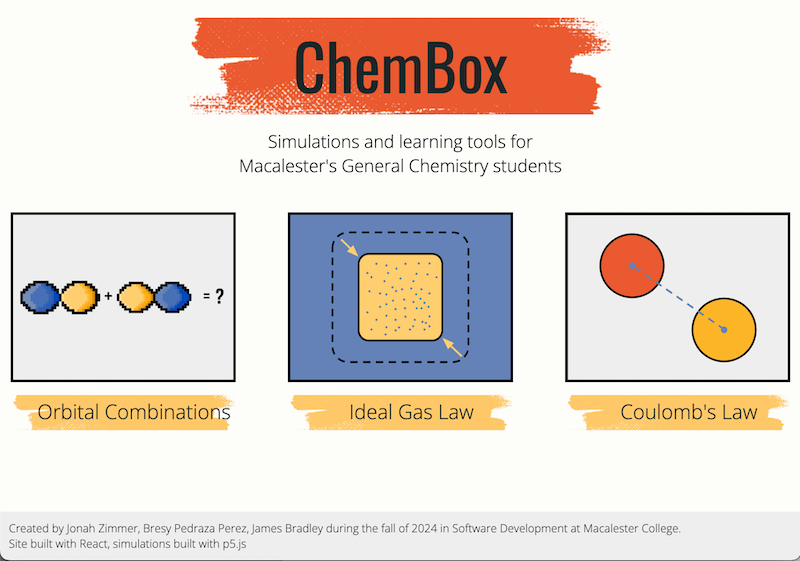 ChemBox
Simulations and learning tools for
Macalester's General Chemistry students
+ = ?
Orbital Combinations
Ideal Gas Law
Coulomb's Law
Created by Jonah Zimmer, Bresy Pedraza Perez, James Bradley during the fall of 2024 in Software Development at Macalester College.
Site built with React, simulations built with p5.js